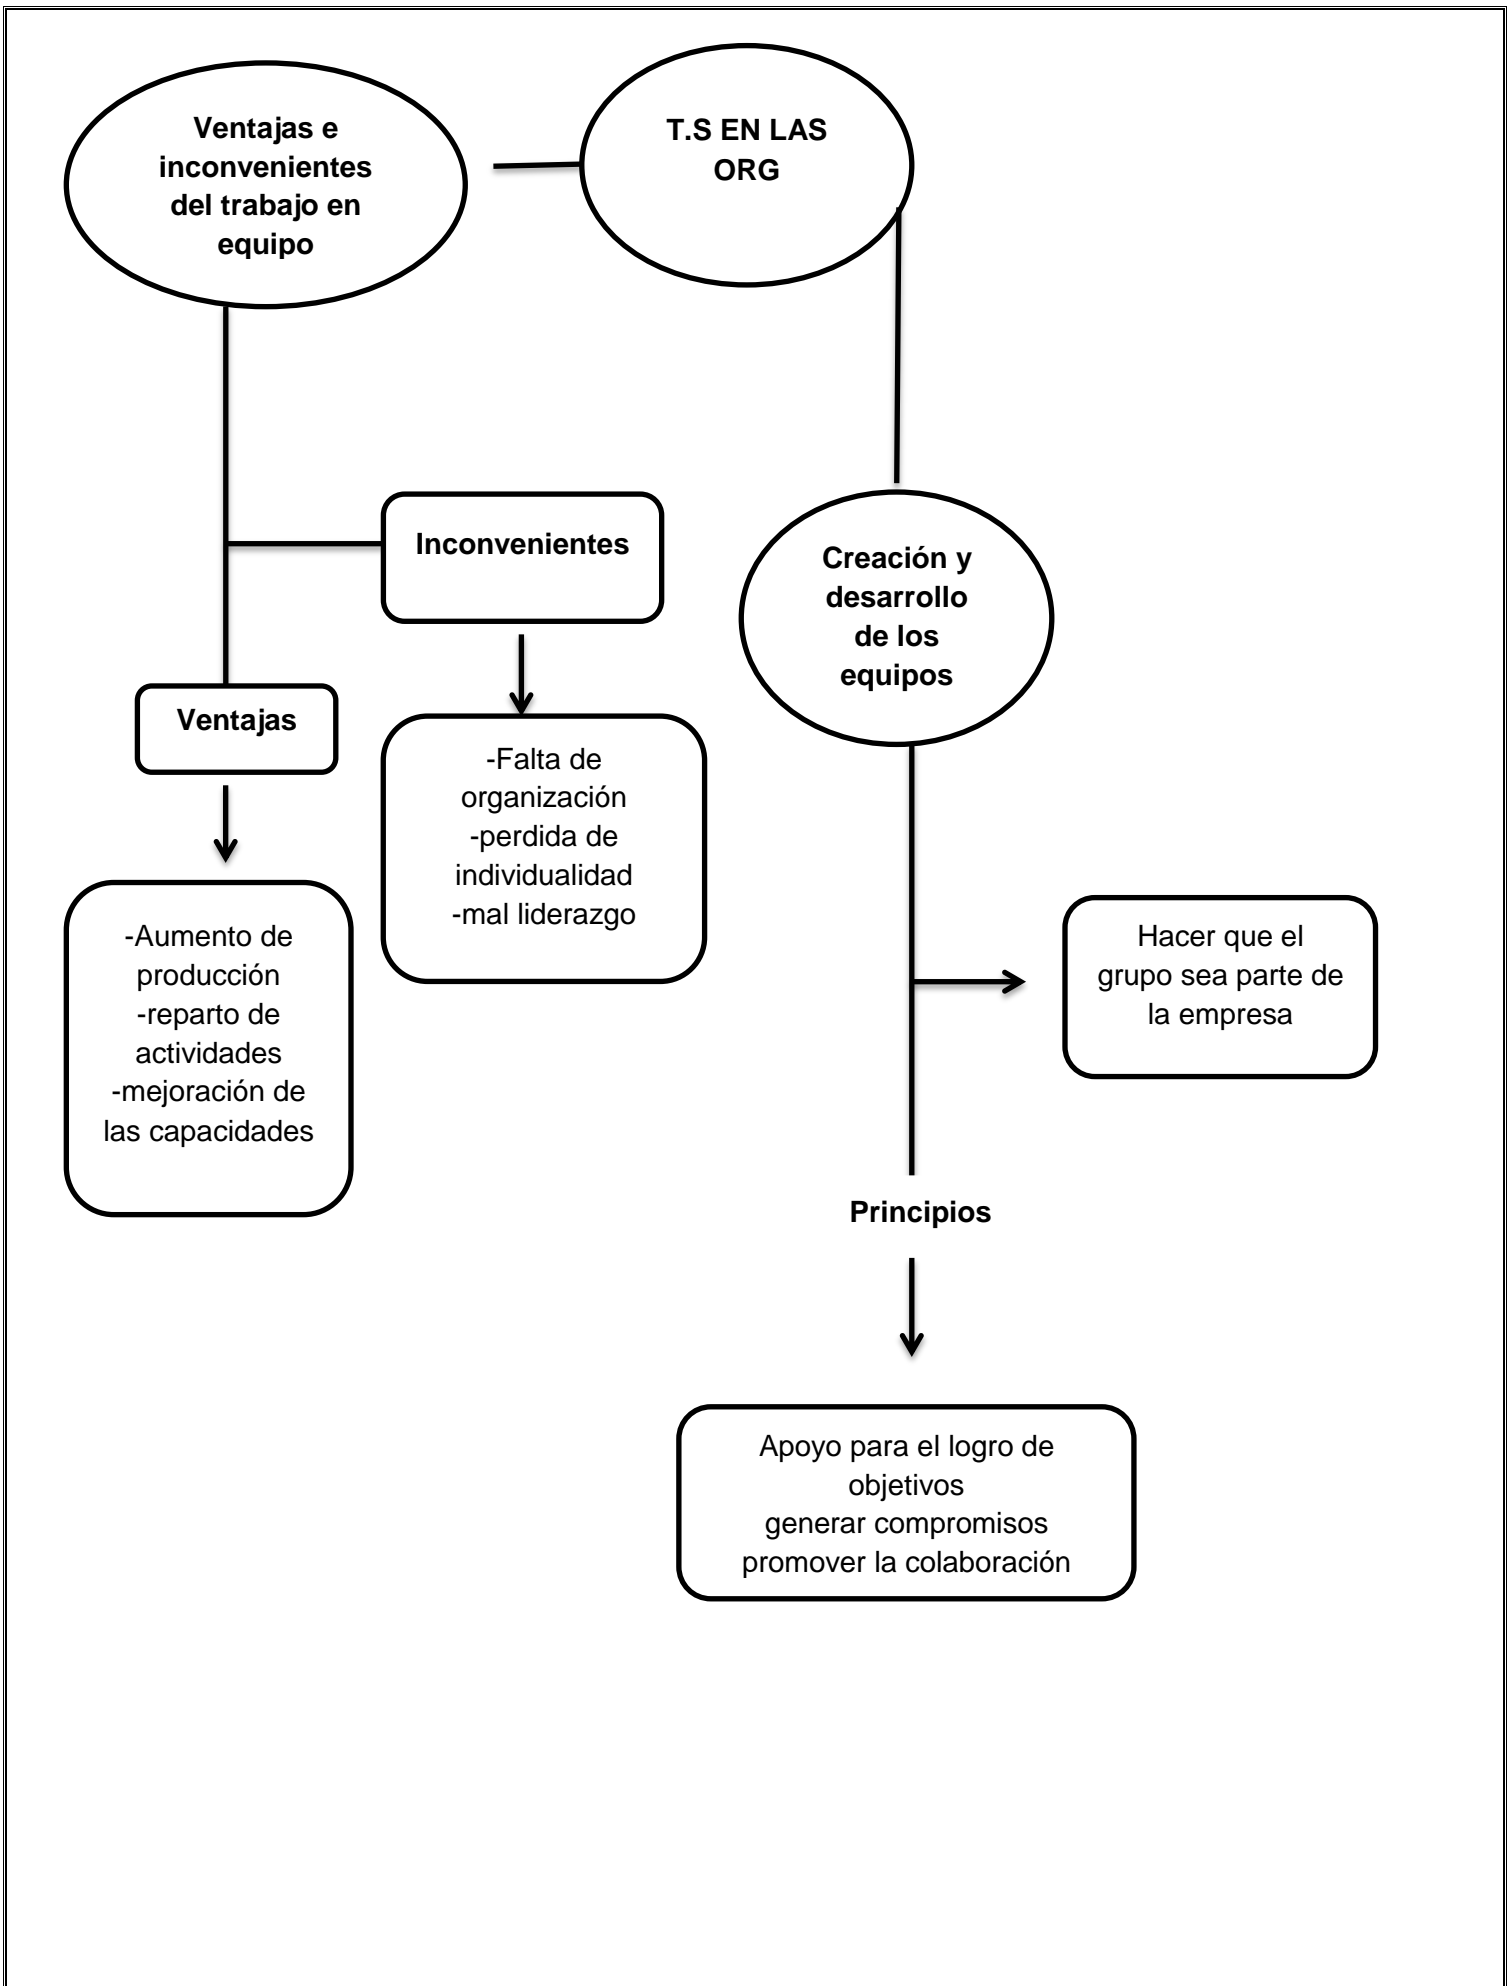 Ventajas e
inconvenientes
del trabajo en
equipo
T.S EN LAS
ORG
Inconvenientes
Ventajas
-Falta de
organización
-perdida de
individualidad
-mal liderazgo
-Aumento de
producción
-reparto de
actividades
-mejoración de
las capacidades
Creación y
desarrollo
de los
equipos
Hacer que el
grupo sea parte de
la empresa
Principios
Apoyo para el logro de
objetivos
generar compromisos
promover la colaboración